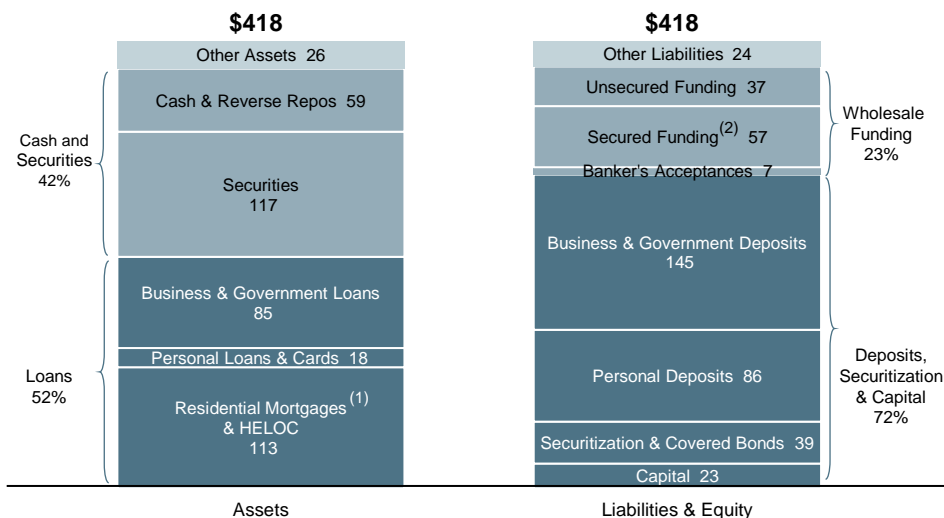 $418
Other Assets 26
Cash & Reverse Repos 59
Cash and
Securities
42%
Securities
117
Business & Government Loans
85
Personal Loans & Cards 18
Loans
52%
Residential Mortgages (1)
& HELOC
113
Assets
$418
Other Liabilities 24
Unsecured Funding 37
Wholesale
Funding
23%
Secured Funding(2) 57
Banker's Acceptances 7
Business & Government Deposits
145
Personal Deposits 86
Deposits,
Securitization
& Capital
72%
Securitization & Covered Bonds 39
Capital 23
Liabilities & Equity